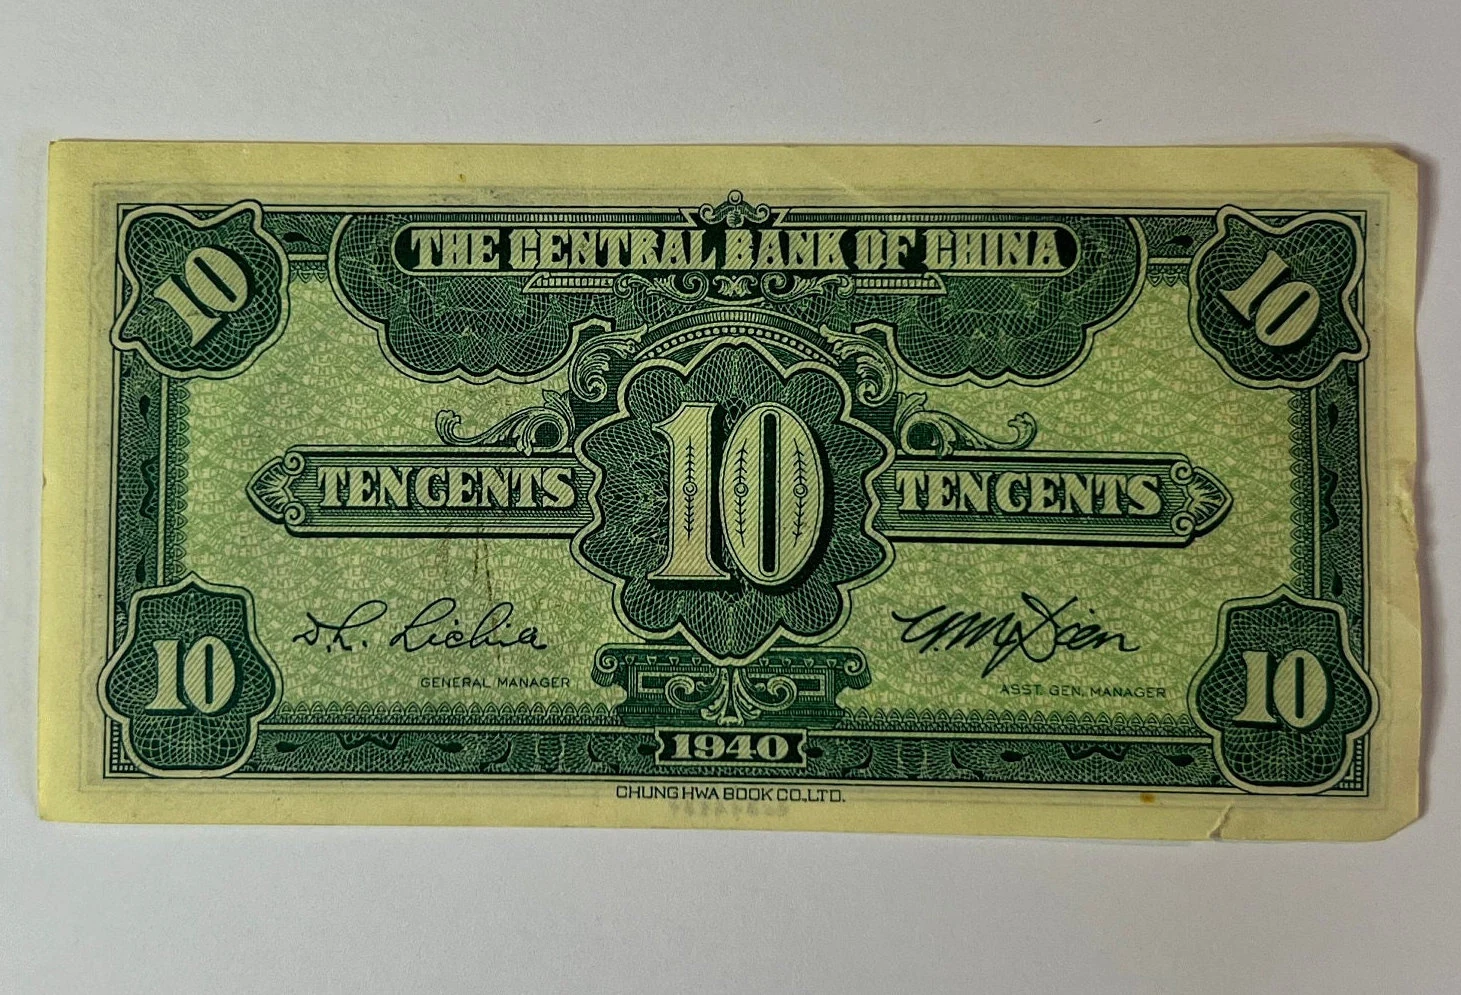 10 THE CENTRAL BANK OF CHINA 10
TEN CENTS 10 TEN CENTS
GENERAL MANAGER ASST. GEN. MANAGER
10 10
1940
CHUNG HWA BOOK CO., LTD.